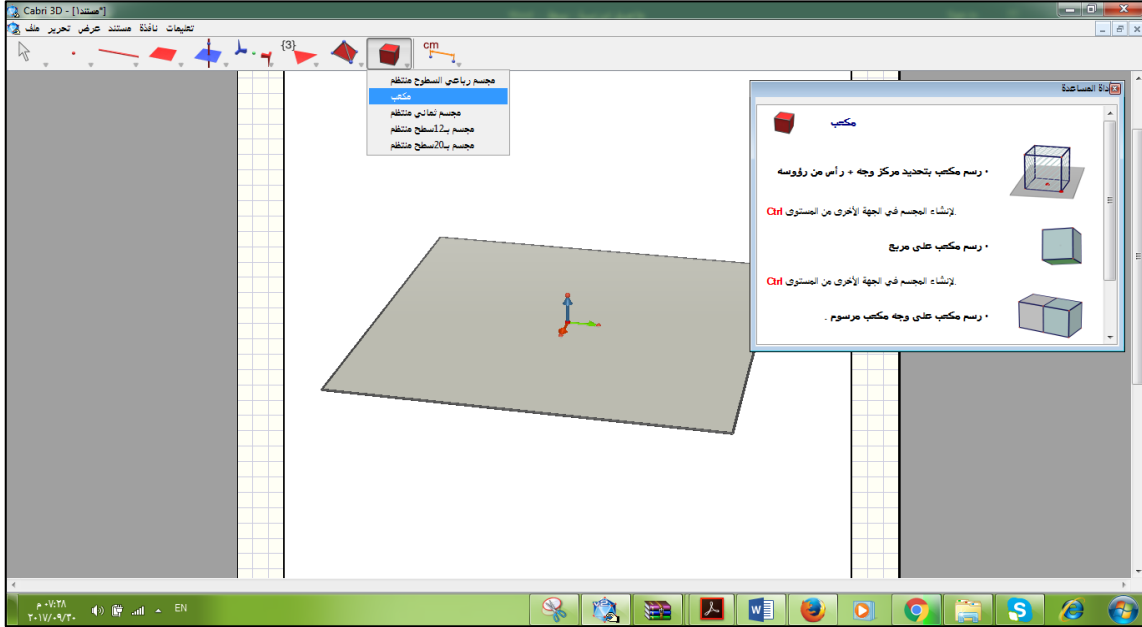 Cabri 3D - [مستند1*]
ملف تحرير عرض مستند نافذة تعليمات
{3}
cm
مجسم رباعي السطوح منتظم
مكعب
مجسم ثماني منتظم
مجسم بـ12سطح منتظم
مجسم بـ20سطح منتظم
داة المساعدة
مكعب
• رسم مكعب بتحديد مركز وجه + رأس من رؤوسه
لإنشاء المجسم في الجهة الأخرى من المستوى Ctrl.
• رسم مكعب على مربع
لإنشاء المجسم في الجهة الأخرى من المستوى Ctrl.
• رسم مكعب على وجه مكعب مرسوم .
EN
٠٧:٢٨ م
٢٠١٧/٠٩/٣٠